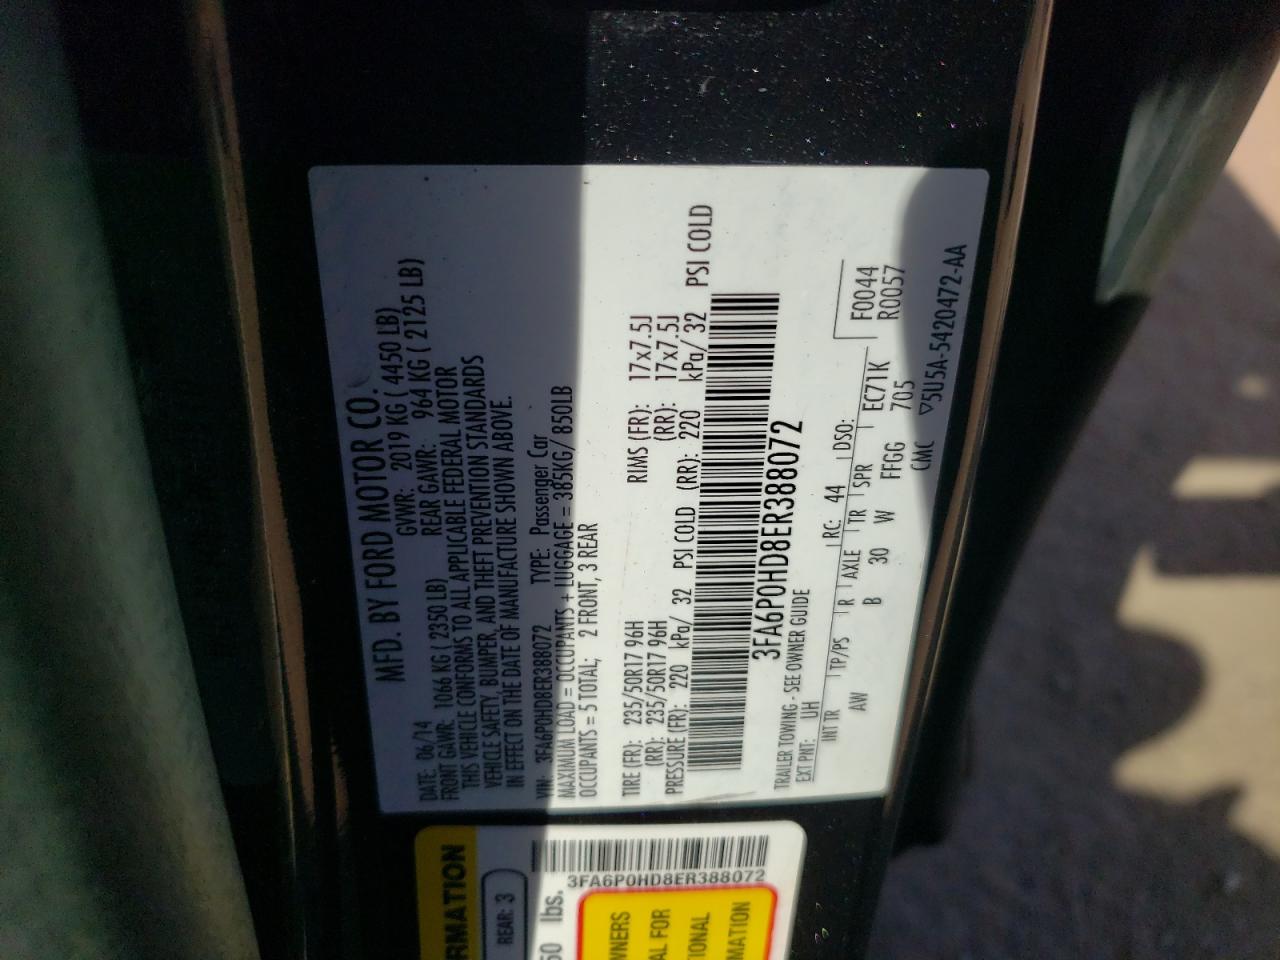 MFD. BY FORD MOTOR CO.
DATE: 06/14 GVWR: 2019 KG ( 4450 LB)
FRONT GAWR: 1066 KG ( 2350 LB) REAR GAWR: 964 KG ( 2125 LB)
THIS VEHICLE CONFORMS TO ALL APPLICABLE FEDERAL MOTOR
VEHICLE SAFETY, BUMPER, AND THEFT PREVENTION STANDARDS
IN EFFECT ON THE DATE OF MANUFACTURE SHOWN ABOVE.
VIN: 3FA6P0HD8ER388072 TYPE: Passenger Car
MAXIMUM LOAD = OCCUPANTS + LUGGAGE = 385KG/ 850LB
OCCUPANTS = 5 TOTAL; 2 FRONT, 3 REAR
TIRE (FR): 235/50R17 96H RIMS (FR): 17x7.5J
(RR): 235/50R17 96H (RR): 17x7.5J
PRESSURE (FR): 220 kPa/ 32 PSI COLD (RR): 220 kPa/ 32 PSI COLD
3FA6P0HD8ER388072
TRAILER TOWING - SEE OWNER GUIDE
EXT PNT: UH RC: 44 DSO:
INT TR TP/PS R AXLE TR SPR
AW B 30 W FFGG EC71K
CMC 705
F0044
R0057
▽5U5A-5420472-AA
RMATION
REAR: 3
50 lbs.
3FA6P0HD8ER388072
WNERS
AL FOR
TIONAL
MATION